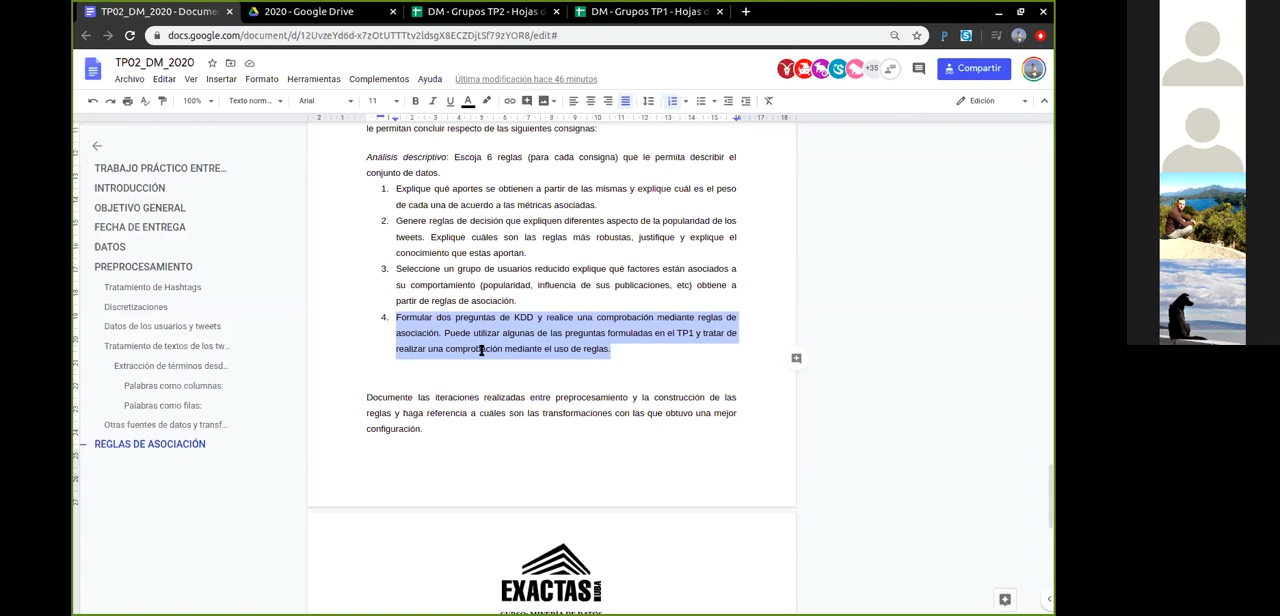 TP02_DM_2020 - Docume
2020 - Google Drive
DM - Grupos TP2 - Hojas d
DM - Grupos TP1 - Hojas d
docs.google.com/document/d/12UvzeYd6d-x7zOtUTTTtv2ldsgX8ECZDjtSf79zYOR8/edit#
TP02_DM_2020
Archivo Editar Ver Insertar Formato Herramientas Complementos Ayuda Última modificación hace 46 minutos
+35
Compartir
100% Texto norm... Arial 11
Edición
TRABAJO PRÁCTICO ENTRE...
INTRODUCCIÓN
OBJETIVO GENERAL
FECHA DE ENTREGA
DATOS
PREPROCESAMIENTO
Tratamiento de Hashtags
Discretizaciones
Datos de los usuarios y tweets
Tratamiento de textos de los tw...
Extracción de términos desd...
Palabras como columnas:
Palabras como filas:
Otras fuentes de datos y transf...
REGLAS DE ASOCIACIÓN
le permitan concluir respecto de las siguientes consignas:
Análisis descriptivo: Escoja 6 reglas (para cada consigna) que le permita describir el
conjunto de datos.
1. Explique qué aportes se obtienen a partir de las mismas y explique cuál es el peso
de cada una de acuerdo a las métricas asociadas.
2. Genere reglas de decisión que expliquen diferentes aspecto de la popularidad de los
tweets. Explique cuáles son las reglas más robustas, justifique y explique el
conocimiento que estas aportan.
3. Seleccione un grupo de usuarios reducido explique qué factores están asociados a
su comportamiento (popularidad, influencia de sus publicaciones, etc) obtiene a
partir de reglas de asociación.
4. Formular dos preguntas de KDD y realice una comprobación mediante reglas de
asociación. Puede utilizar algunas de las preguntas formuladas en el TP1 y tratar de
realizar una comprobación mediante el uso de reglas.
Documente las iteraciones realizadas entre preprocesamiento y la construcción de las
reglas y haga referencia a cuáles son las transformaciones con las que obtuvo una mejor
configuración.
EXACTAS UBA
CURSO: MINERÍA DE DATOS